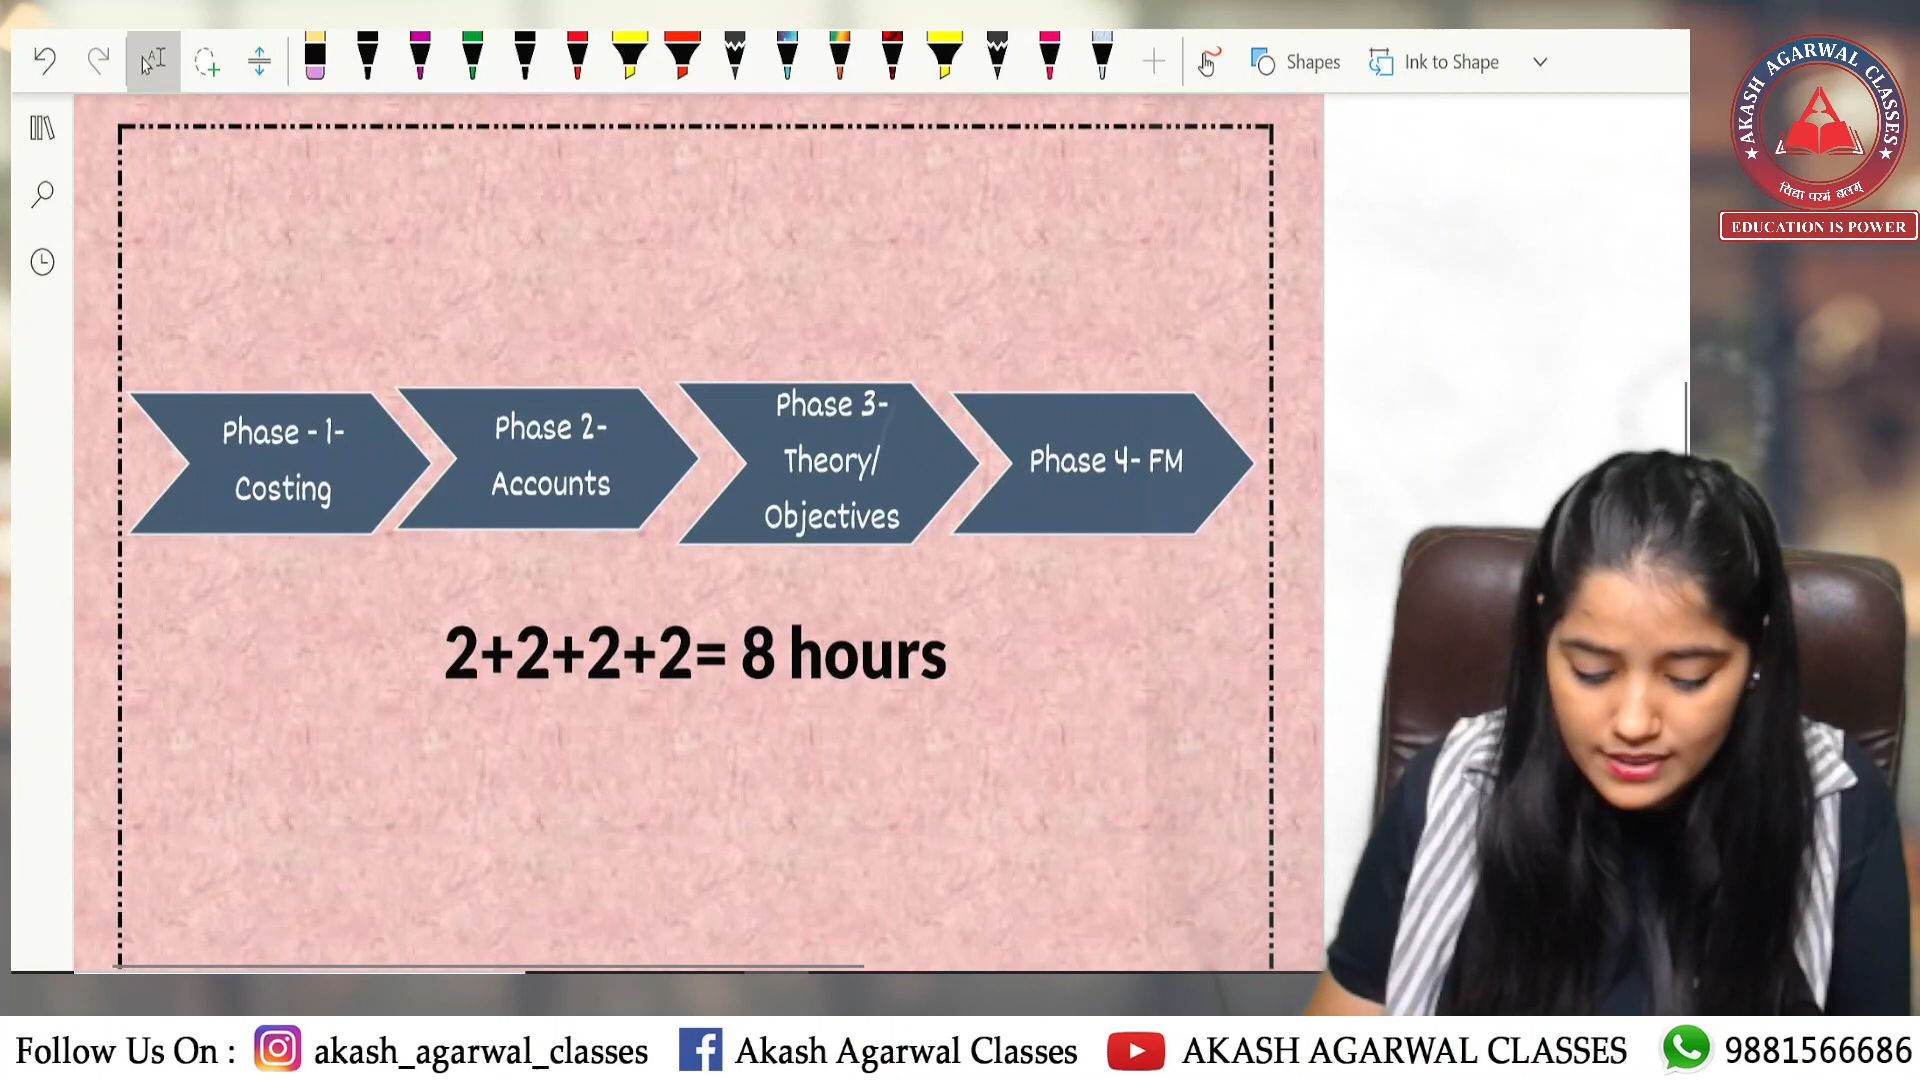 Shapes
Ink to Shape
AKASH AGARWAL CLASSES
विद्या परमं बलम्
EDUCATION IS POWER
Phase - 1-
Costing
Phase 2-
Accounts
Phase 3-
Theory/
Objectives
Phase 4- FM
2+2+2+2= 8 hours
Follow Us On : akash_agarwal_classes Akash Agarwal Classes AKASH AGARWAL CLASSES 9881566686